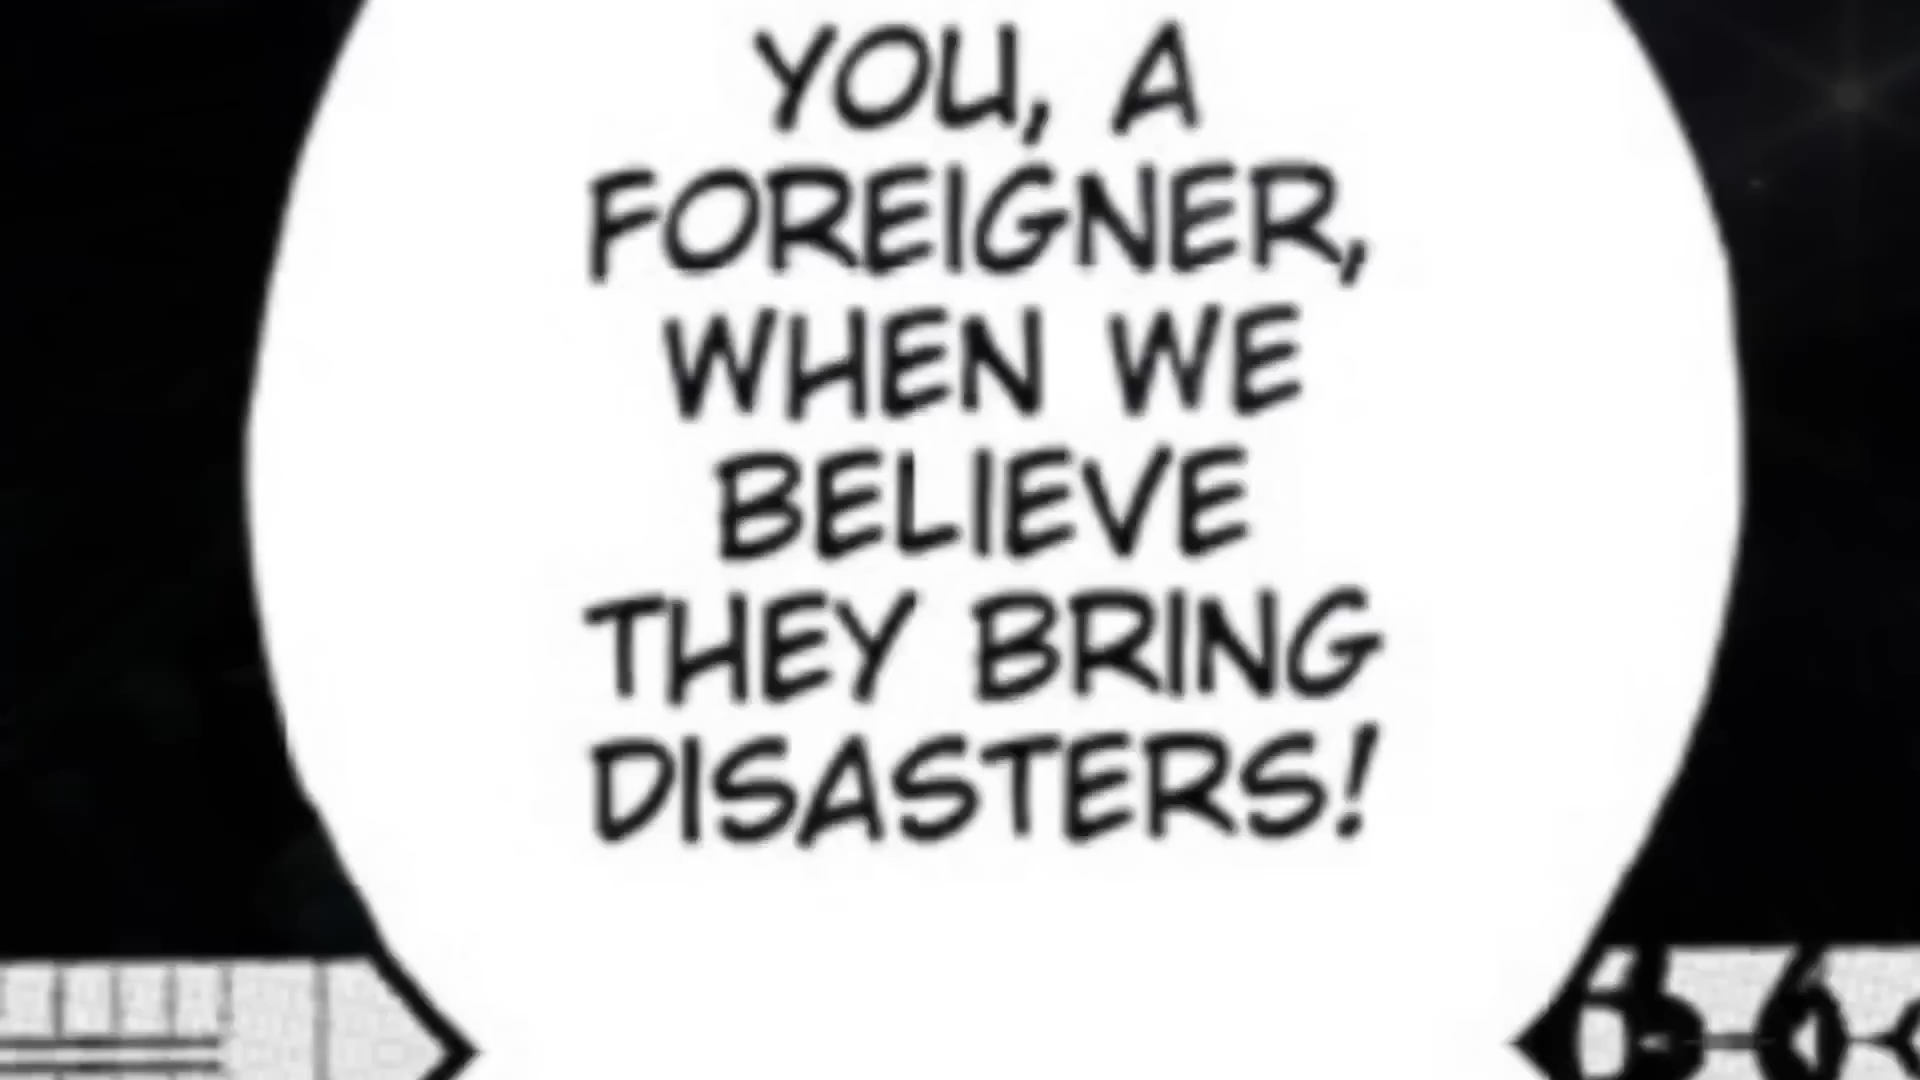 YOU, A
FOREIGNER,
WHEN WE
BELIEVE
THEY BRING
DISASTERS!